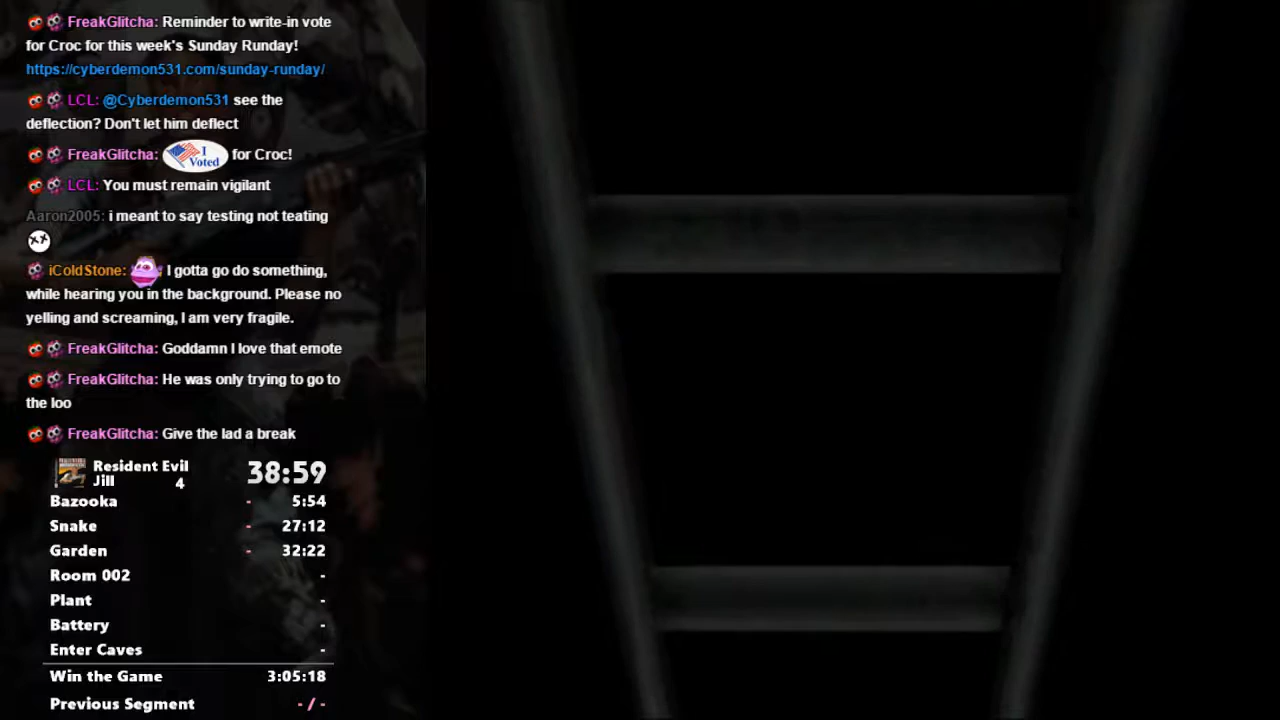 FreakGlitcha: Reminder to write-in vote
for Croc for this week's Sunday Runday!
https://cyberdemon531.com/sunday-runday/
LCL: @Cyberdemon531 see the
deflection? Don't let him deflect
FreakGlitcha: I Voted for Croc!
LCL: You must remain vigilant
Aaron2005: i meant to say testing not teating
iColdStone: I gotta go do something,
while hearing you in the background. Please no
yelling and screaming, I am very fragile.
FreakGlitcha: Goddamn I love that emote
FreakGlitcha: He was only trying to go to
the loo
FreakGlitcha: Give the lad a break
Resident Evil 38:59
Jill 4
Bazooka - 5:54
Snake - 27:12
Garden - 32:22
Room 002 -
Plant -
Battery -
Enter Caves -
Win the Game 3:05:18
Previous Segment - / -